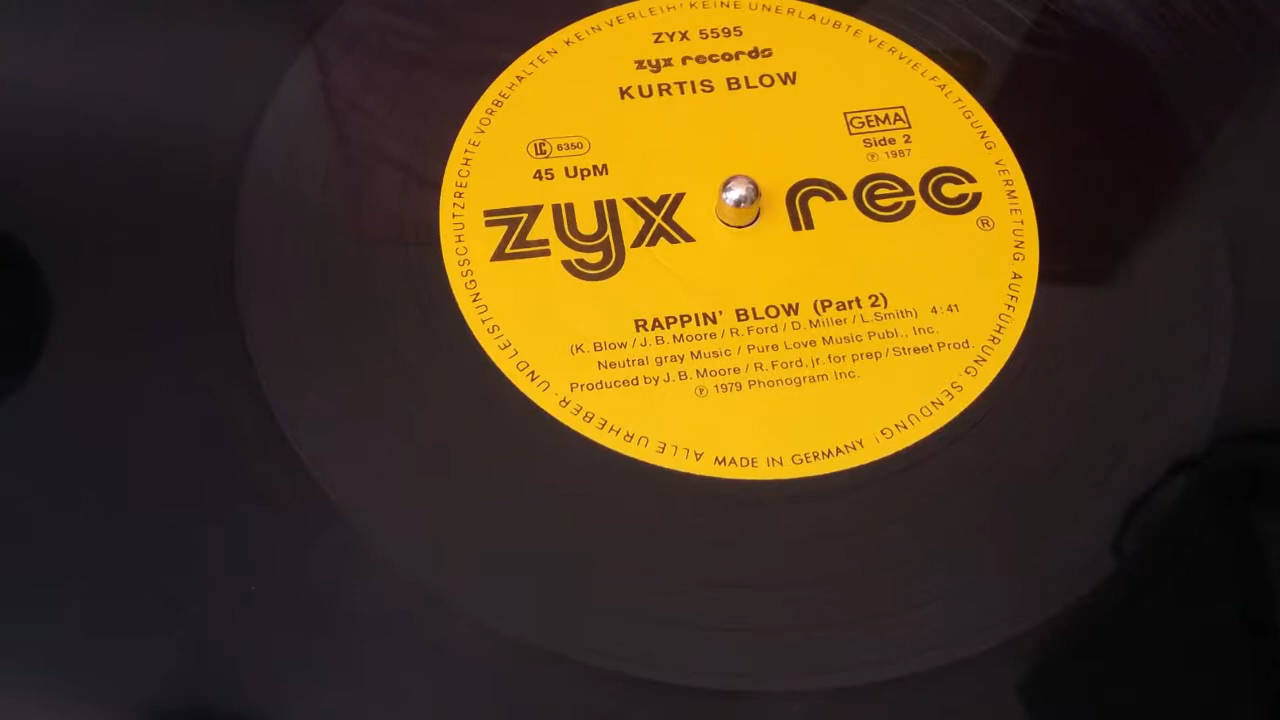 ZYX 5595
zyx records
KURTIS BLOW
LC 6350
GEMA
45 UpM
Side 2
℗ 1987
zyx rec®
RAPPIN' BLOW (Part 2)
(K. Blow / J. B. Moore / R. Ford / D. Miller / L. Smith) 4:41
Neutral gray Music / Pure Love Music Publ., Inc.
Produced by J. B. Moore / R. Ford, jr. for prep / Street Prod.
℗ 1979 Phonogram Inc.
ALLE URHEBER- UND LEISTUNGSSCHUTZRECHTE VORBEHALTEN KEIN VERLEIH! KEINE UNERLAUBTE VERVIELFÄLTIGUNG, VERMIETUNG, AUFFÜHRUNG, SENDUNG!
MADE IN GERMANY